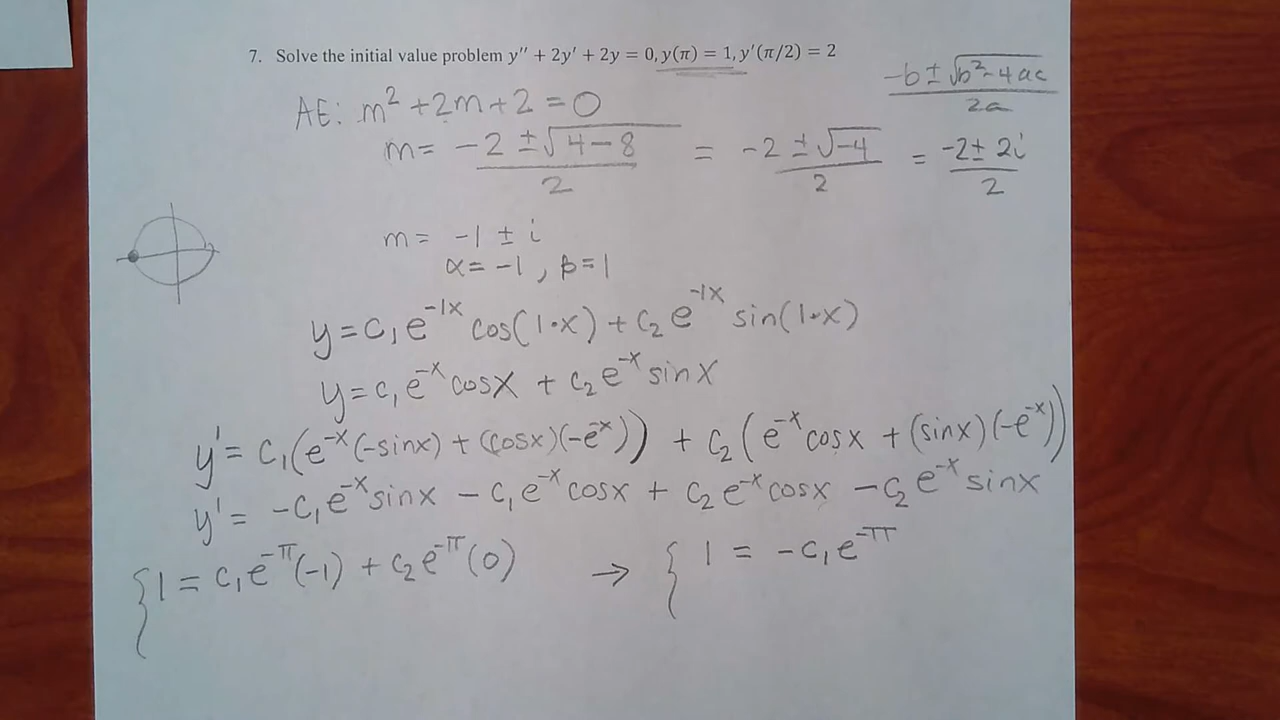 7. Solve the initial value problem y'' + 2y' + 2y = 0, y(π) = 1, y'(π/2) = 2
(-b ± √(b² - 4ac))/2a
AE: m² + 2m + 2 = 0
m = (-2 ± √(4 - 8))/2 = (-2 ± √-4)/2 = (-2 ± 2i)/2
m = -1 ± i
α = -1, β = 1
y = c₁e^(-1x) cos(1·x) + c₂e^(-1x) sin(1·x)
y = c₁e^(-x) cosx + c₂e^(-x) sinx
y' = c₁(e^(-x)(-sinx) + (cosx)(-e^(-x))) + c₂(e^(-x)cosx + (sinx)(-e^(-x)))
y' = -c₁e^(-x)sinx - c₁e^(-x)cosx + c₂e^(-x)cosx - c₂e^(-x)sinx
{ 1 = c₁e^(-π)(-1) + c₂e^(-π)(0) → { 1 = -c₁e^(-π)